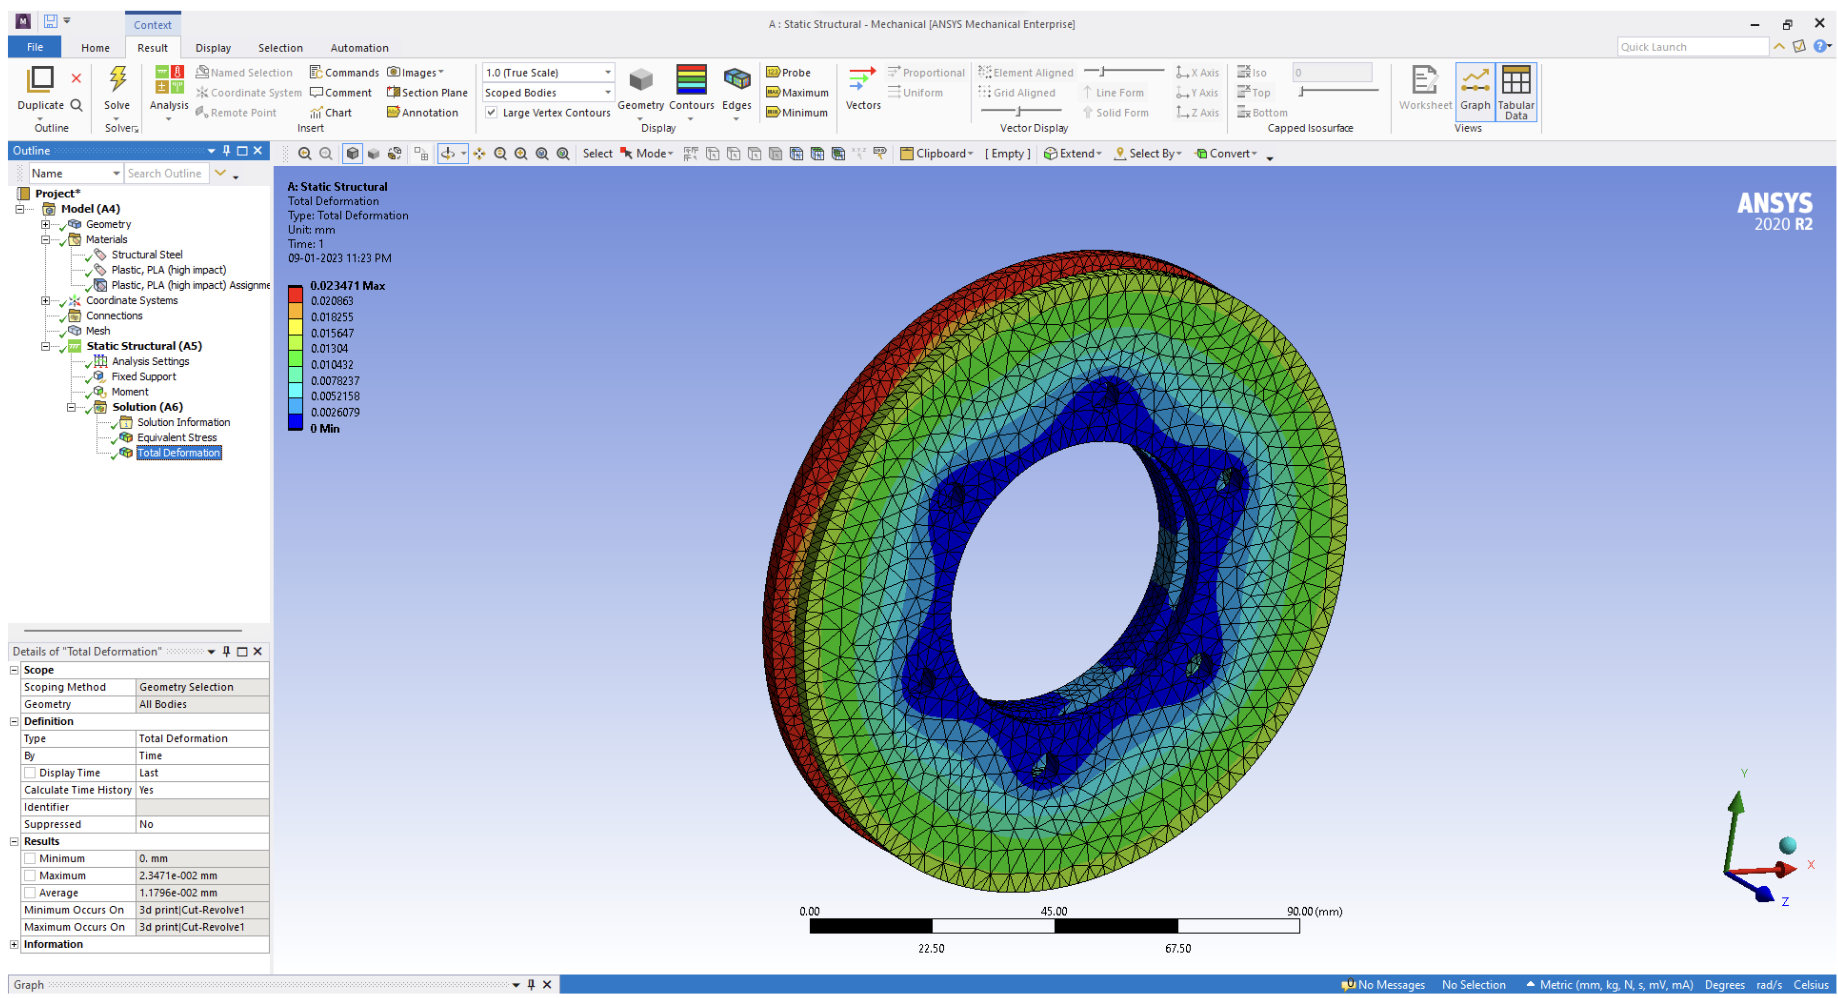 M
Context
A : Static Structural - Mechanical [ANSYS Mechanical Enterprise]
File Home Result Display Selection Automation
Quick Launch
Duplicate
Outline
Solve
Solver
Analysis
Named Selection
Coordinate System
Remote Point
Commands
Comment
Chart
Images
Section Plane
Annotation
Insert
1.0 (True Scale)
Scoped Bodies
Large Vertex Contours
Geometry
Contours
Edges
Display
Probe
Maximum
Minimum
Vectors
Proportional
Uniform
Element Aligned
Grid Aligned
Line Form
Solid Form
X Axis
Y Axis
Z Axis
Vector Display
Iso
Top
Bottom
0
Capped Isosurface
Worksheet
Graph
Tabular Data
Views
Outline
Select Mode Clipboard [ Empty ] Extend Select By Convert
Name Search Outline
Project*
Model (A4)
Geometry
Materials
Structural Steel
Plastic, PLA (high impact)
Plastic, PLA (high impact) Assignme
Coordinate Systems
Connections
Mesh
Static Structural (A5)
Analysis Settings
Fixed Support
Moment
Solution (A6)
Solution Information
Equivalent Stress
Total Deformation
A: Static Structural
Total Deformation
Type: Total Deformation
Unit: mm
Time: 1
09-01-2023 11:23 PM
0.023471 Max
0.020863
0.018255
0.015647
0.01304
0.010432
0.0078237
0.0052158
0.0026079
0 Min
ANSYS
2020 R2
Details of "Total Deformation"
Scope
Scoping Method Geometry Selection
Geometry All Bodies
Definition
Type Total Deformation
By Time
Display Time Last
Calculate Time History Yes
Identifier
Suppressed No
Results
Minimum 0. mm
Maximum 2.3471e-002 mm
Average 1.1796e-002 mm
Minimum Occurs On 3d print|Cut-Revolve1
Maximum Occurs On 3d print|Cut-Revolve1
Information
0.00 45.00 90.00 (mm)
22.50 67.50
Y
X
Z
Graph
No Messages No Selection Metric (mm, kg, N, s, mV, mA) Degrees rad/s Celsius